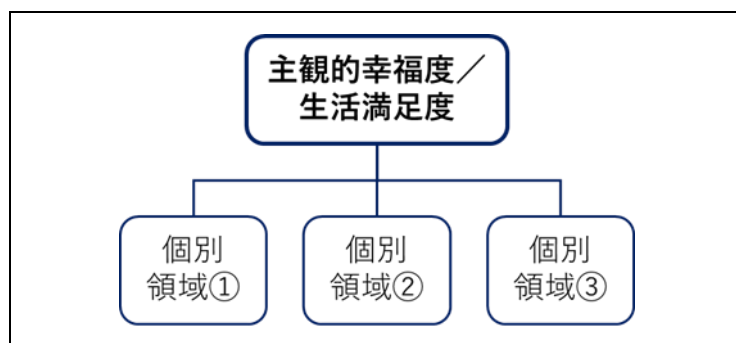 主観的幸福度／
生活満足度
個別
領域①
個別
領域②
個別
領域③